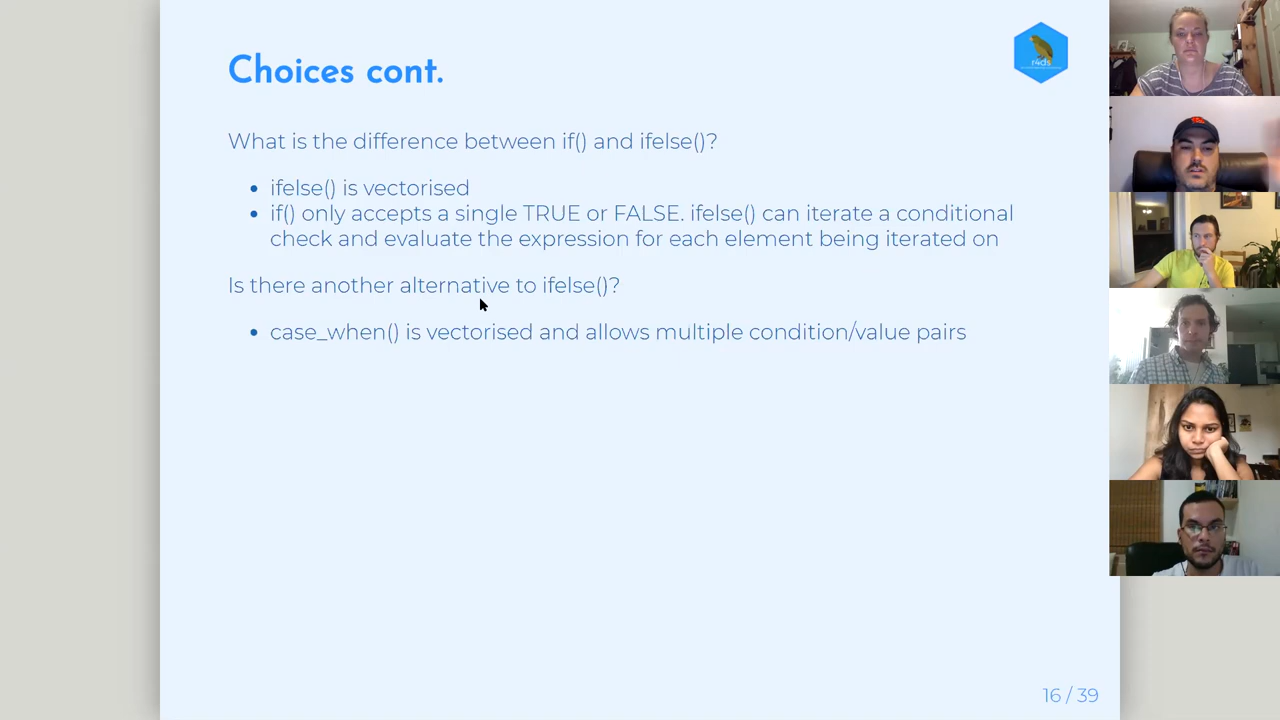 Choices cont.
r4ds
What is the difference between if() and ifelse()?
• ifelse() is vectorised
• if() only accepts a single TRUE or FALSE. ifelse() can iterate a conditional
check and evaluate the expression for each element being iterated on
Is there another alternative to ifelse()?
• case_when() is vectorised and allows multiple condition/value pairs
16 / 39